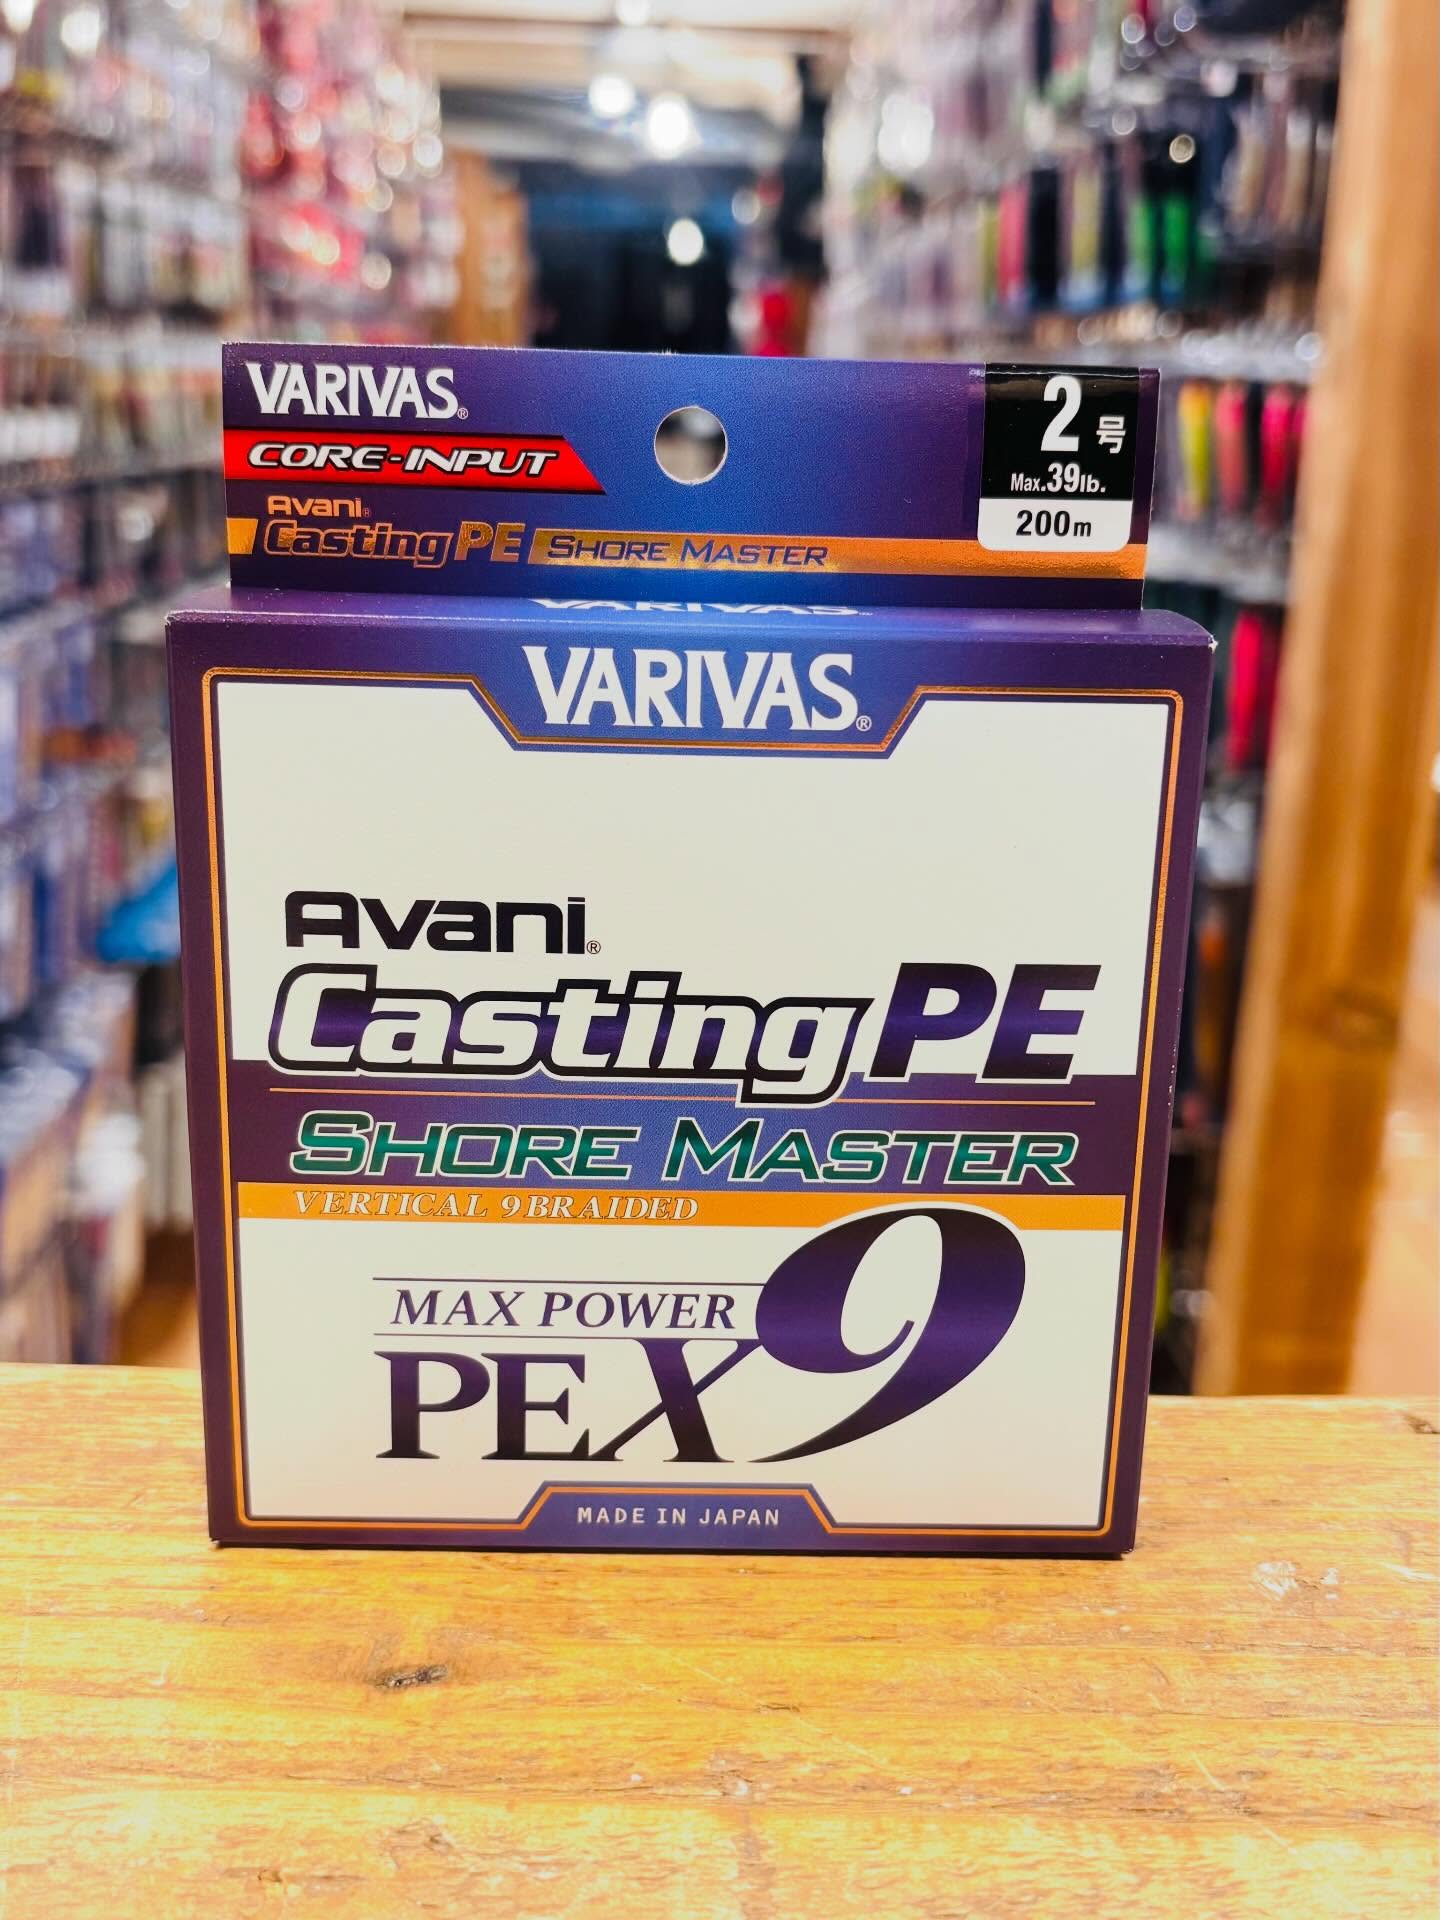 VARIVAS®
CORE-INPUT
Avani®
Casting PE SHORE MASTER
2号
Max.39lb.
200m
VARIVAS®
VARIVAS®
Avani®
Casting PE
SHORE MASTER
VERTICAL 9BRAIDED
MAX POWER
PEX9
MADE IN JAPAN